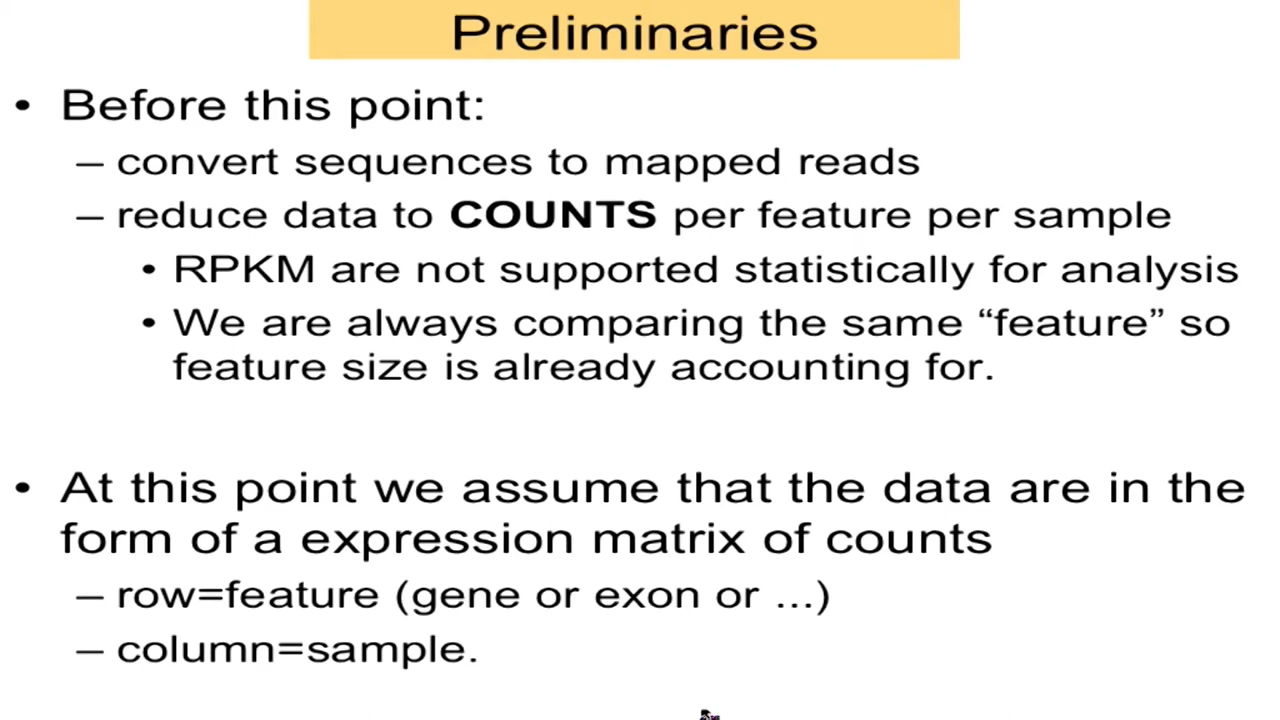 Preliminaries
• Before this point:
– convert sequences to mapped reads
– reduce data to COUNTS per feature per sample
• RPKM are not supported statistically for analysis
• We are always comparing the same “feature” so
feature size is already accounting for.
• At this point we assume that the data are in the
form of a expression matrix of counts
– row=feature (gene or exon or ...)
– column=sample.